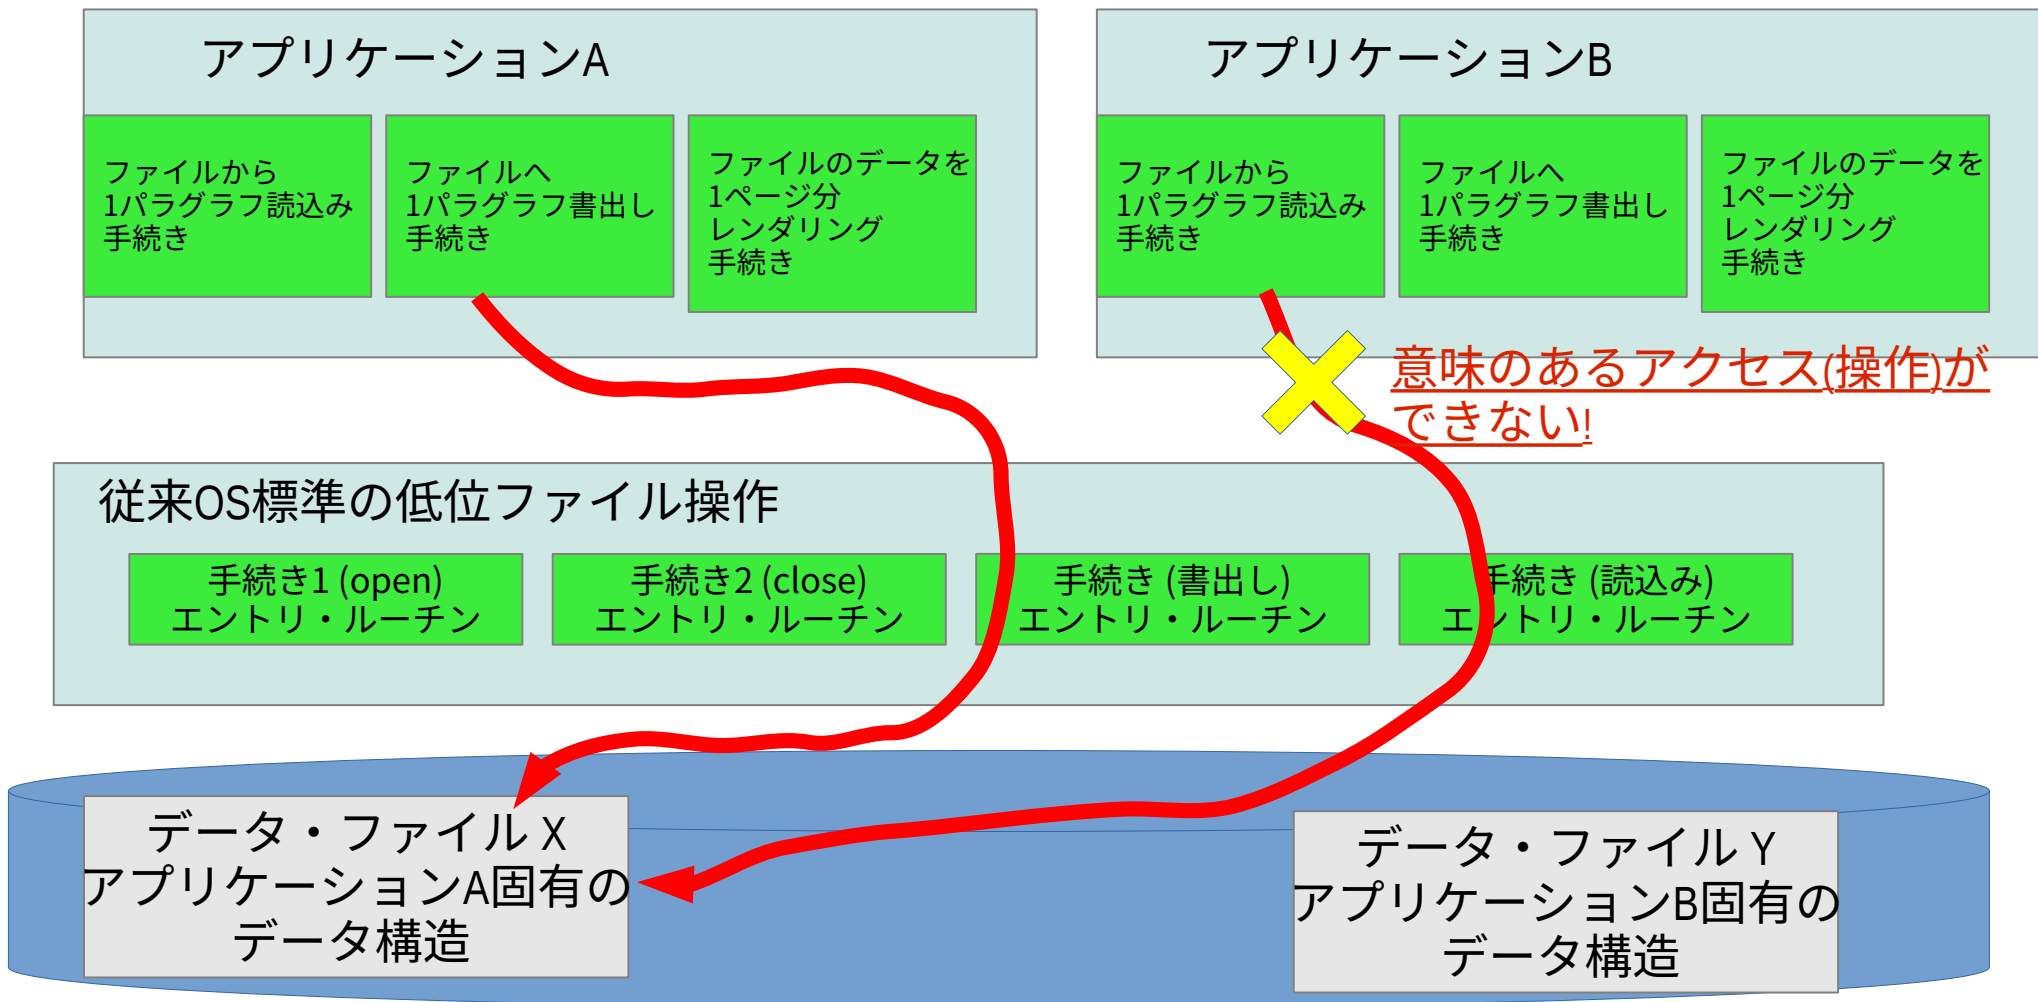 アプリケーションA
ファイルから
1パラグラフ読込み
手続き
ファイルへ
1パラグラフ書出し
手続き
ファイルのデータを
1ページ分
レンダリング
手続き
アプリケーションB
ファイルから
1パラグラフ読込み
手続き
ファイルへ
1パラグラフ書出し
手続き
ファイルのデータを
1ページ分
レンダリング
手続き
意味のあるアクセス(操作)が
できない!
従来OS標準の低位ファイル操作
手続き1 (open)
エントリ・ルーチン
手続き2 (close)
エントリ・ルーチン
手続き (書出し)
エントリ・ルーチン
手続き (読込み)
エントリ・ルーチン
データ・ファイル X
アプリケーションA固有の
データ構造
データ・ファイル Y
アプリケーションB固有の
データ構造